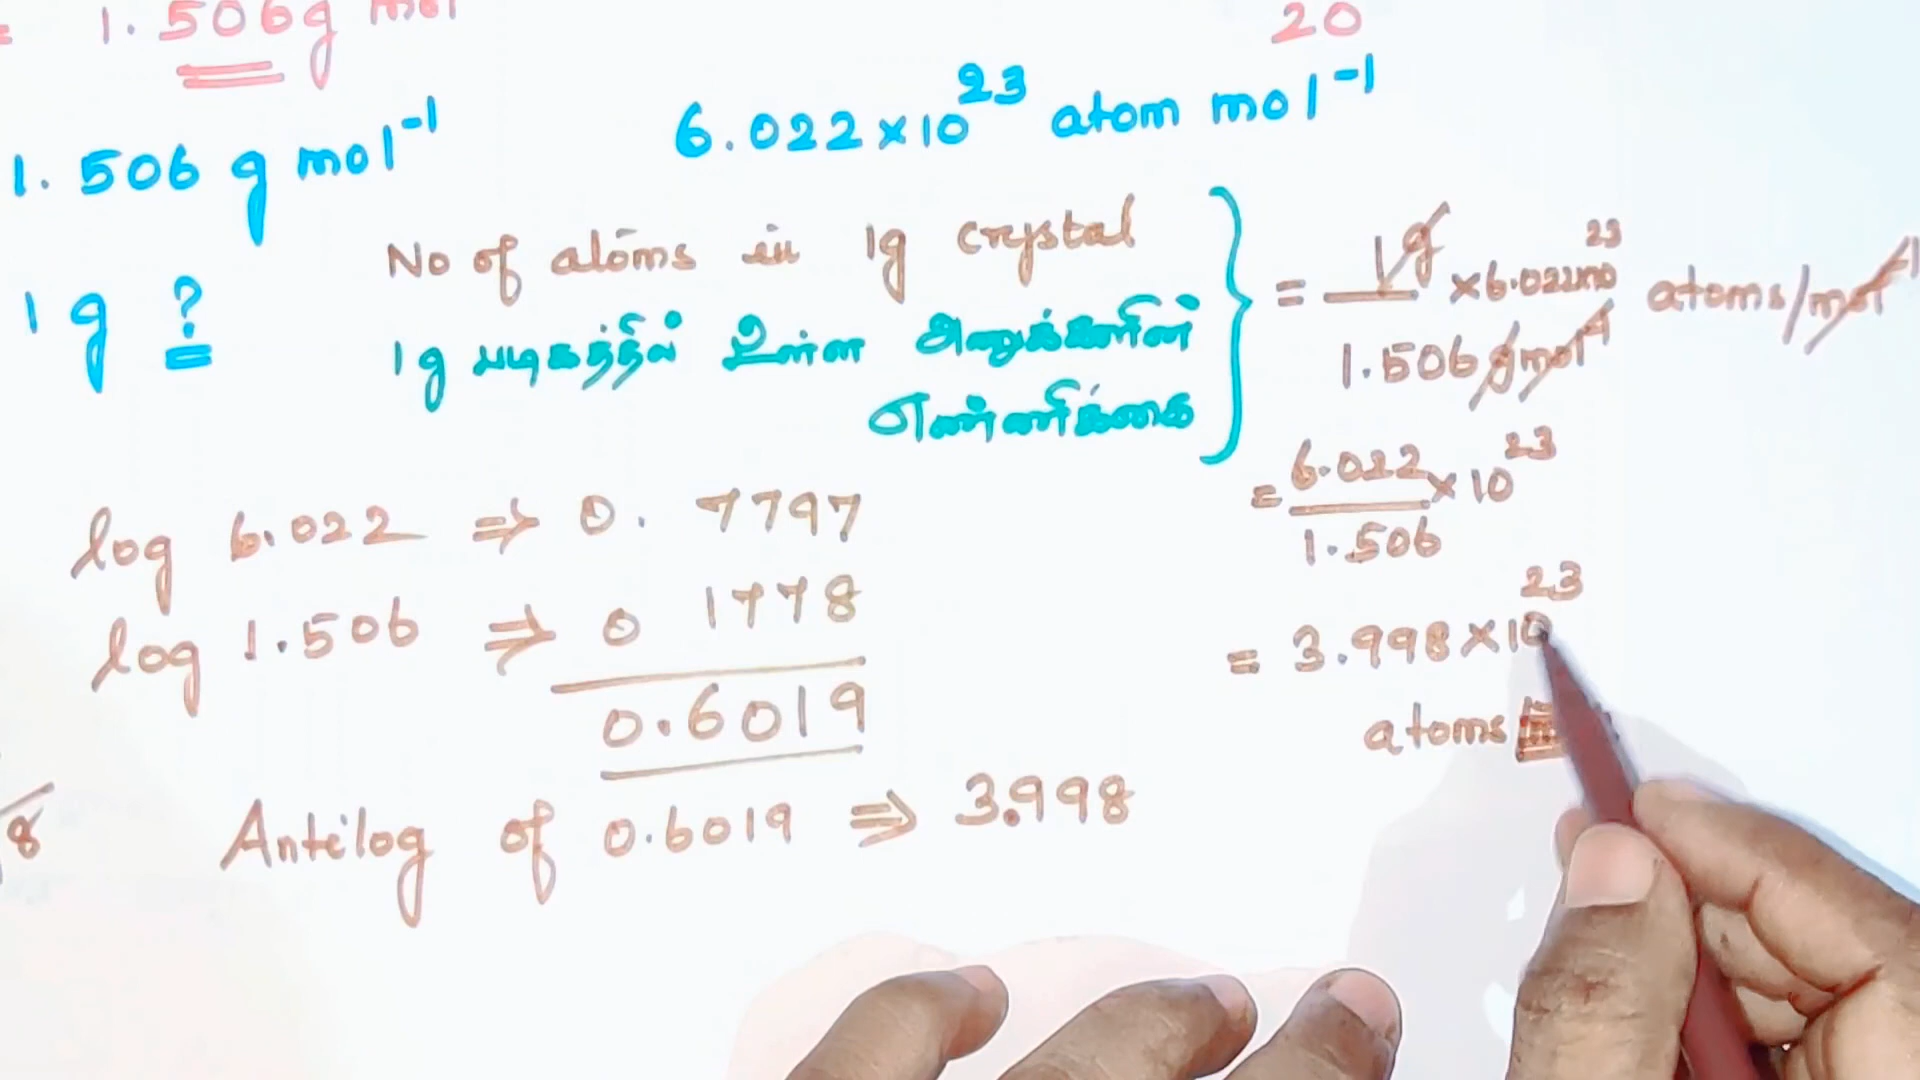 = 1.506g mol
20
1.506 g mol⁻¹
6.022×10²³ atom mol⁻¹
1g ?
No of atoms in 1g crystal
1g படிகத்தில் உள்ள அணுக்களின்
எண்ணிக்கை
= 1g/1.506 g mol⁻¹ ×6.022×10²³ atoms/mol⁻¹
= 6.022/1.506 × 10²³
= 3.998×10²³
atoms
log 6.022 ⇒ 0.7797
log 1.506 ⇒ 0 1778
0.6019
8
Antilog of 0.6019 ⇒ 3.998